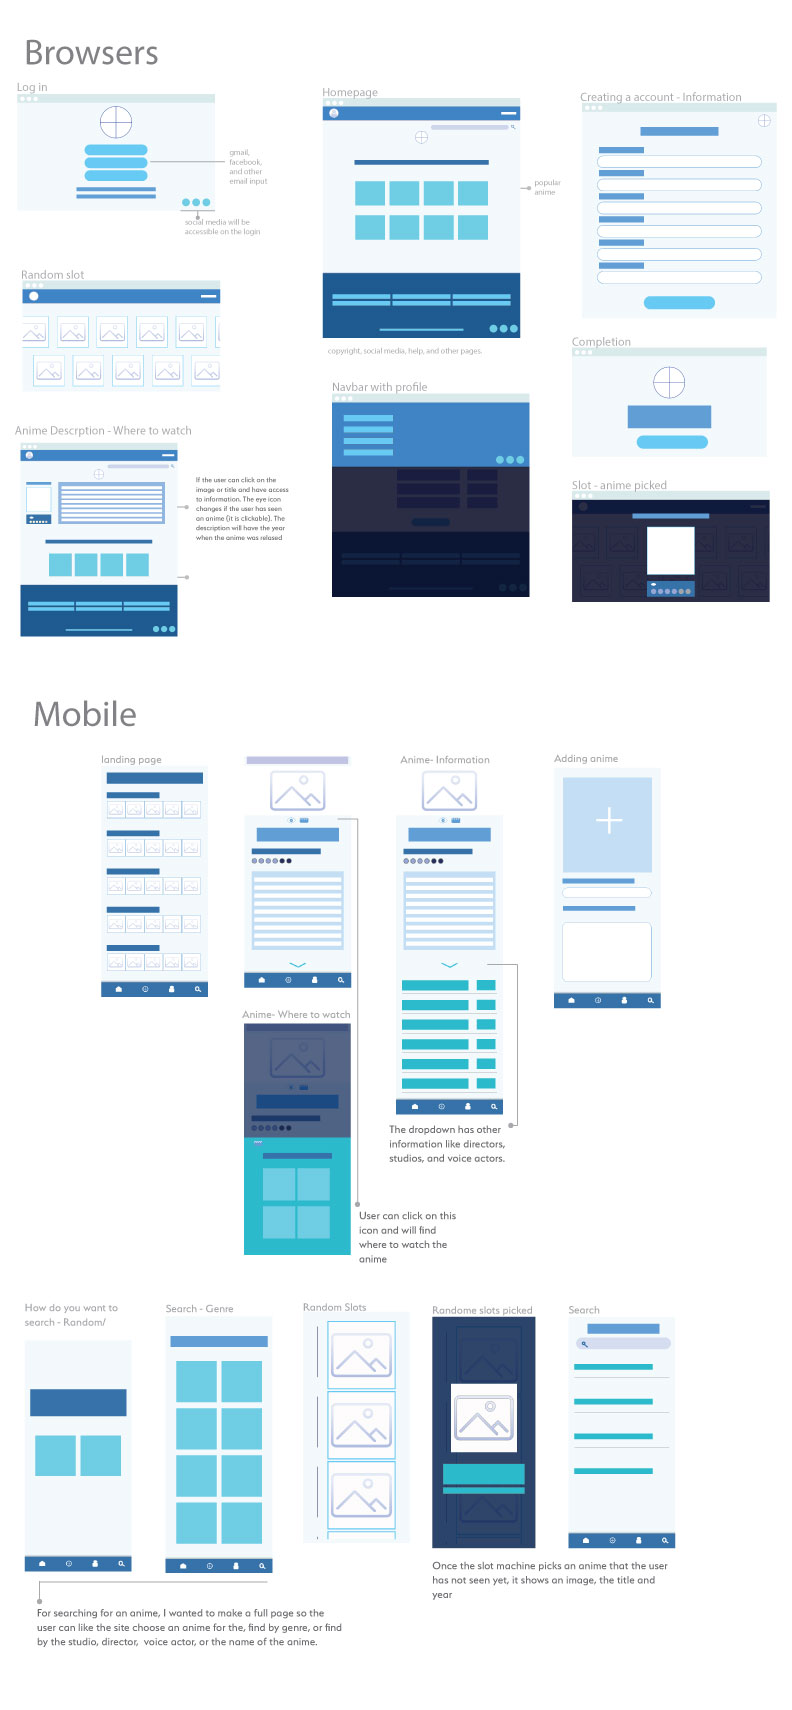 Browsers
Log in
gmail,
facebook,
and other
email input
social media will be
accessible on the login
Homepage
popular
anime
copyright, social media, help, and other pages.
Creating a account - Information
Random slot
Completion
Navbar with profile
Anime Descrption - Where to watch
If the user can click on the
image or title and have access
to information. The eye icon
changes if the user has seen
an anime (it is clickable). The
description will have the year
when the anime was relased
Slot - anime picked
Mobile
landing page
Anime- Information
Adding anime
Anime- Where to watch
The dropdown has other
information like directors,
studios, and voice actors.
User can click on this
icon and will find
where to watch the
anime
How do you want to
search - Random/
Search - Genre
Random Slots
Randome slots picked
Search
Once the slot machine picks an anime that the user
has not seen yet, it shows an image, the title and
year
For searching for an anime, I wanted to make a full page so the
user can like the site choose an anime for the, find by genre, or find
by the studio, director, voice actor, or the name of the anime.